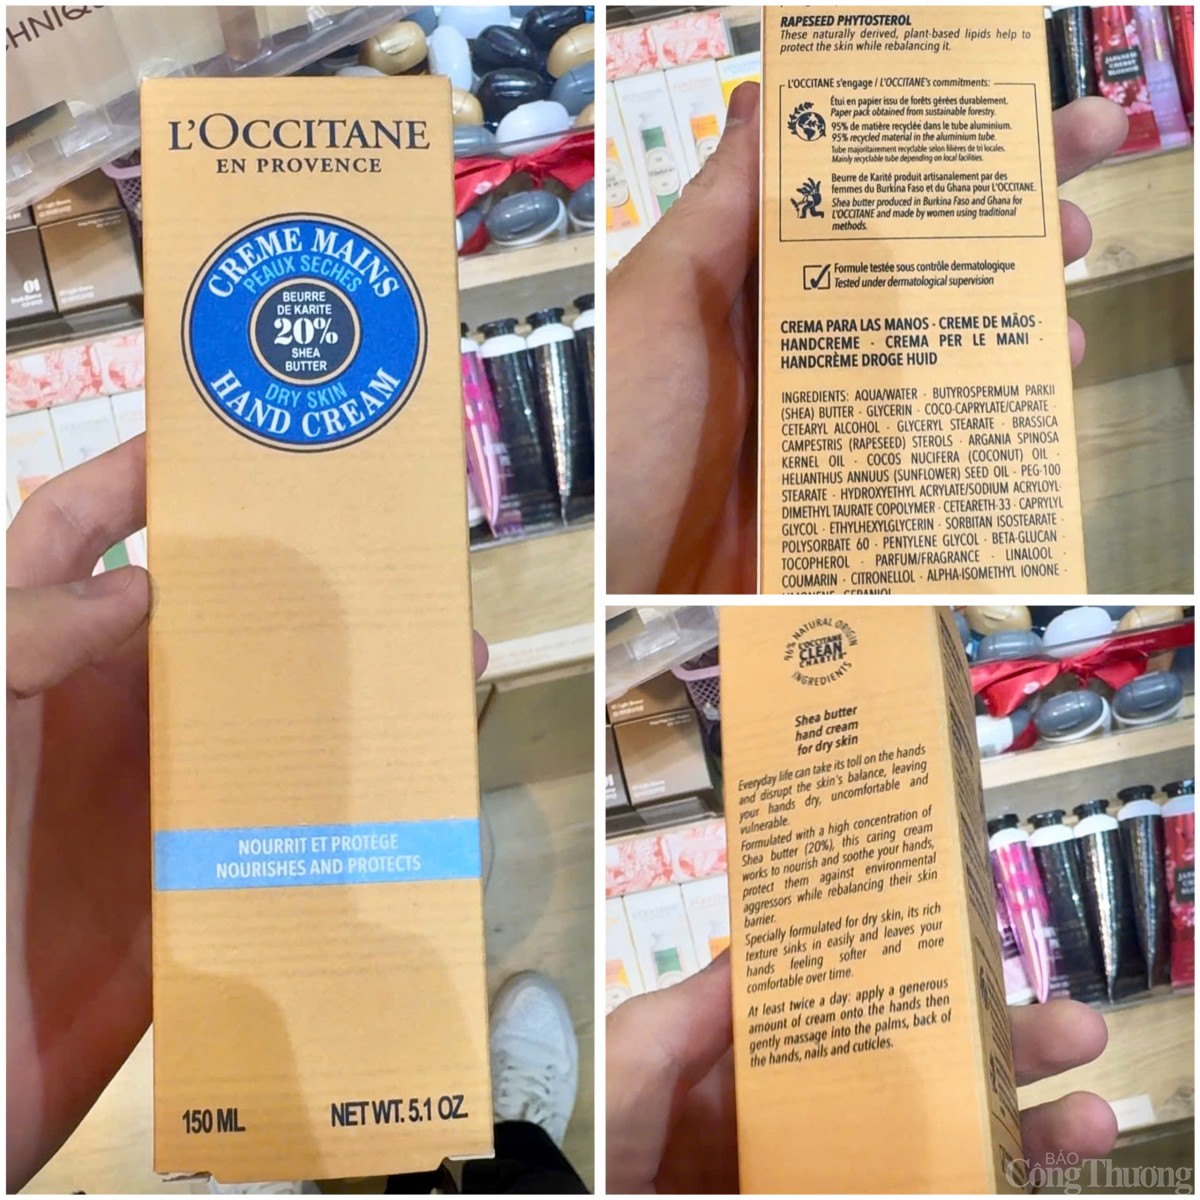 L'OCCITANE
EN PROVENCE
CREME MAINS
PEAUX SECHES
BEURRE
DE KARITE
20%
SHEA
BUTTER
DRY SKIN
HAND CREAM
NOURRIT ET PROTÈGE
NOURISHES AND PROTECTS
150 ML
NET WT. 5.1 OZ.
RAPESEED PHYTOSTEROL
These naturally derived, plant-based lipids help to
protect the skin while rebalancing it.
L'OCCITANE s'engage / L'OCCITANE's commitments:
Étui en papier issu de forêts gérées durablement.
Paper pack obtained from sustainable forestry.
95% de matière recyclée dans le tube aluminium.
95% recycled material in the aluminium tube.
Tube majoritairement recyclable selon filières de tri locales.
Mainly recyclable tube depending on local facilities.
Beurre de Karité produit artisanalement par des
femmes du Burkina Faso et du Ghana pour L'OCCITANE.
Shea butter produced in Burkina Faso and Ghana for
L'OCCITANE and made by women using traditional
methods.
Formule testée sous contrôle dermatologique
Tested under dermatological supervision
CREMA PARA LAS MANOS · CREME DE MÃOS ·
HANDCREME · CREMA PER LE MANI ·
HANDCRÈME DROGE HUID
INGREDIENTS: AQUA/WATER · BUTYROSPERMUM PARKII
(SHEA) BUTTER · GLYCERIN · COCO-CAPRYLATE/CAPRATE ·
CETEARYL ALCOHOL · GLYCERYL STEARATE · BRASSICA
CAMPESTRIS (RAPESEED) STEROLS · ARGANIA SPINOSA
KERNEL OIL · COCOS NUCIFERA (COCONUT) OIL ·
HELIANTHUS ANNUUS (SUNFLOWER) SEED OIL · PEG-100
STEARATE · HYDROXYETHYL ACRYLATE/SODIUM ACRYLOYL-
DIMETHYL TAURATE COPOLYMER · CETEARETH-33 · CAPRYLYL
GLYCOL · ETHYLHEXYLGLYCERIN · SORBITAN ISOSTEARATE ·
POLYSORBATE 60 · PENTYLENE GLYCOL · BETA-GLUCAN ·
TOCOPHEROL · PARFUM/FRAGRANCE · LINALOOL ·
COUMARIN · CITRONELLOL · ALPHA-ISOMETHYL IONONE ·
96% NATURAL ORIGIN
L'OCCITANE
CLEAN
CHARTER
INGREDIENTS
Shea butter
hand cream
for dry skin
Everyday life can take its toll on the hands
and disrupt the skin's balance, leaving
your hands dry, uncomfortable and
vulnerable.
Formulated with a high concentration of
Shea butter (20%), this caring cream
works to nourish and soothe your hands,
protect them against environmental
aggressors while rebalancing their skin
barrier.
Specially formulated for dry skin, its rich
texture sinks in easily and leaves your
hands feeling softer and more
comfortable over time.
At least twice a day: apply a generous
amount of cream onto the hands then
gently massage into the palms, back of
the hands, nails and cuticles.
BÁO
Công Thương